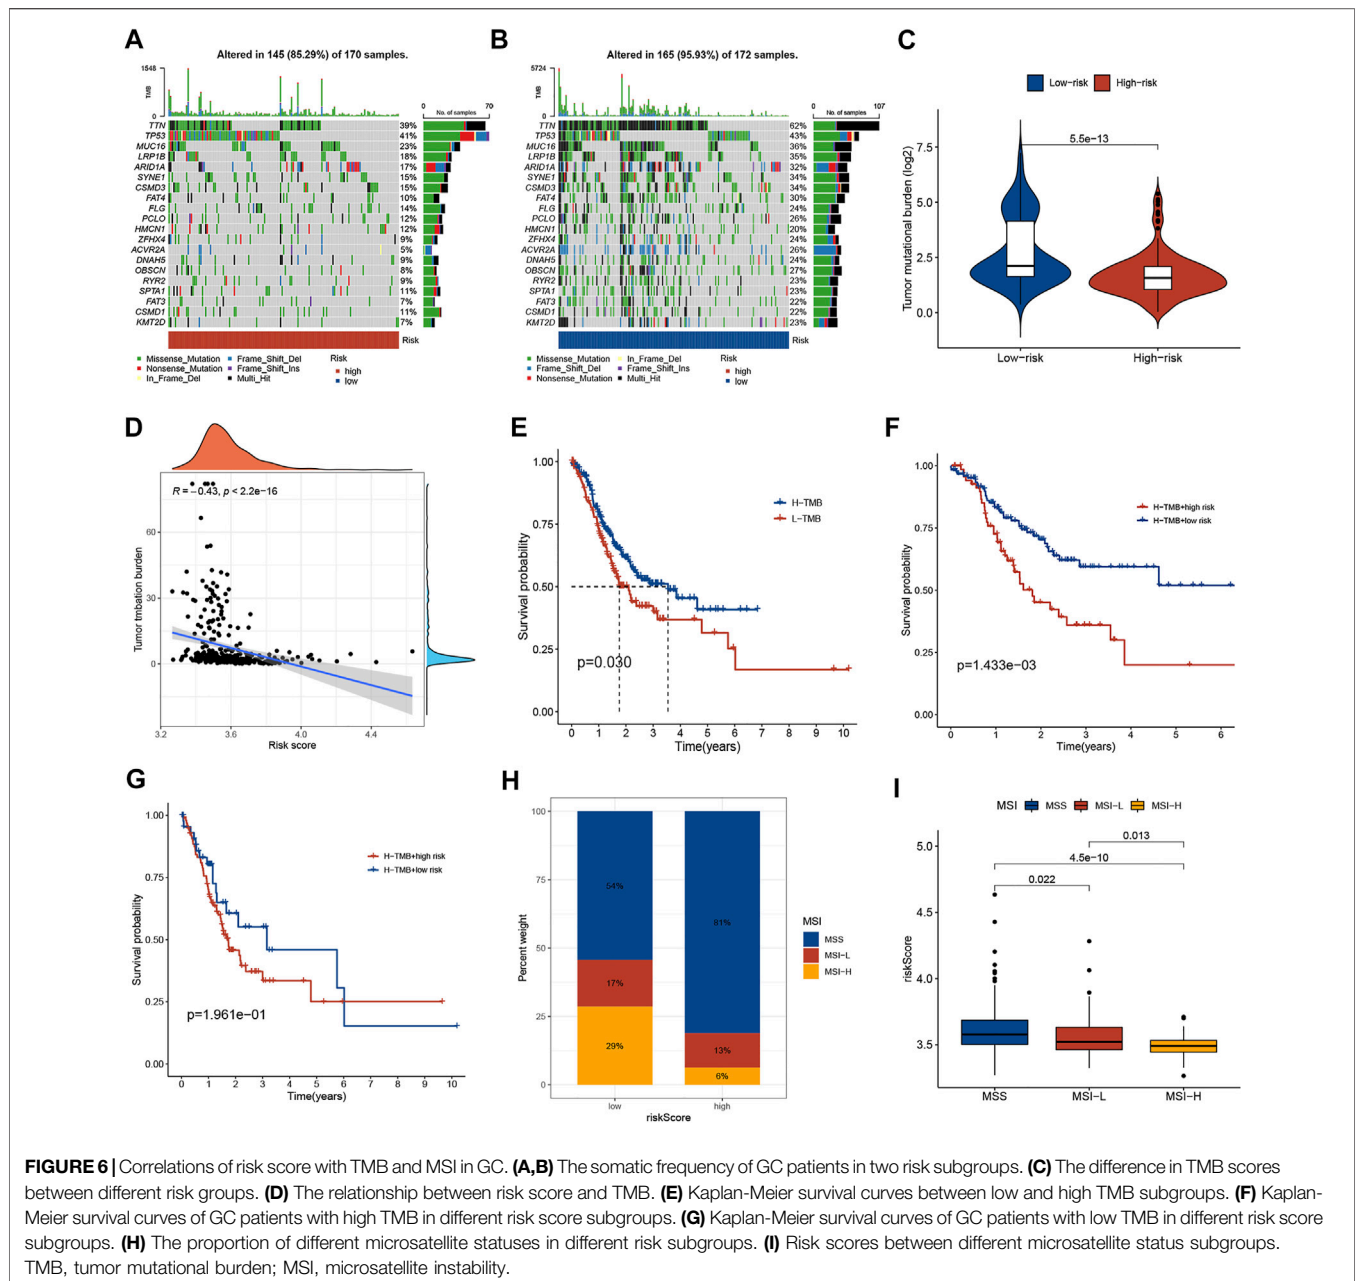 A
Altered in 145 (85.29%) of 170 samples.
1548
TMB
0
0 70
No. of samples
TTN 39%
TP53 41%
MUC16 23%
LRP1B 18%
ARID1A 17%
SYNE1 15%
CSMD3 15%
FAT4 10%
FLG 14%
PCLO 12%
HMCN1 12%
ZFHX4 9%
ACVR2A 5%
DNAH5 9%
OBSCN 8%
RYR2 9%
SPTA1 11%
FAT3 7%
CSMD1 11%
KMT2D 7%
Risk
Missense_Mutation Frame_Shift_Del Risk
Nonsense_Mutation Frame_Shift_Ins high
In_Frame_Del Multi_Hit low
B
Altered in 165 (95.93%) of 172 samples.
5724
TMB
0
0 107
No. of samples
TTN 62%
TP53 43%
MUC16 36%
LRP1B 35%
ARID1A 32%
SYNE1 34%
CSMD3 34%
FAT4 30%
FLG 24%
PCLO 26%
HMCN1 20%
ZFHX4 24%
ACVR2A 26%
DNAH5 24%
OBSCN 27%
RYR2 23%
SPTA1 23%
FAT3 22%
CSMD1 22%
KMT2D 23%
Risk
Missense_Mutation In_Frame_Del Risk
Frame_Shift_Del Frame_Shift_Ins high
Nonsense_Mutation Multi_Hit low
C
Low-risk High-risk
5.5e-13
7.5
5.0
2.5
0.0
Tumor mutational burden (log2)
Low-risk High-risk
D
R = −0.43, p < 2.2e-16
60
30
0
Tumor tmbation burden
3.2 3.6 4.0 4.4
Risk score
E
1.00
0.75
0.50
0.25
0.00
Survival probability
H-TMB
L-TMB
p=0.030
0 1 2 3 4 5 6 7 8 9 10
Time(years)
F
1.00
0.75
0.50
0.25
0.00
Survival probability
H-TMB+high risk
H-TMB+low risk
p=1.433e-03
0 1 2 3 4 5 6
Time(years)
G
1.00
0.75
0.50
0.25
0.00
Survival probability
H-TMB+high risk
H-TMB+low risk
p=1.961e-01
0 1 2 3 4 5 6 7 8 9 10
Time(years)
H
100
75
50
25
0
Percent weight
54% 81%
17% 13%
29% 6%
low high
riskScore
MSI
MSS
MSI-L
MSI-H
I
MSI MSS MSI-L MSI-H
0.013
4.5e-10
0.022
5.0
4.5
4.0
3.5
riskScore
MSS MSI-L MSI-H
FIGURE 6 | Correlations of risk score with TMB and MSI in GC. (A,B) The somatic frequency of GC patients in two risk subgroups. (C) The difference in TMB scores
between different risk groups. (D) The relationship between risk score and TMB. (E) Kaplan-Meier survival curves between low and high TMB subgroups. (F) Kaplan-
Meier survival curves of GC patients with high TMB in different risk score subgroups. (G) Kaplan-Meier survival curves of GC patients with low TMB in different risk score
subgroups. (H) The proportion of different microsatellite statuses in different risk subgroups. (I) Risk scores between different microsatellite status subgroups.
TMB, tumor mutational burden; MSI, microsatellite instability.